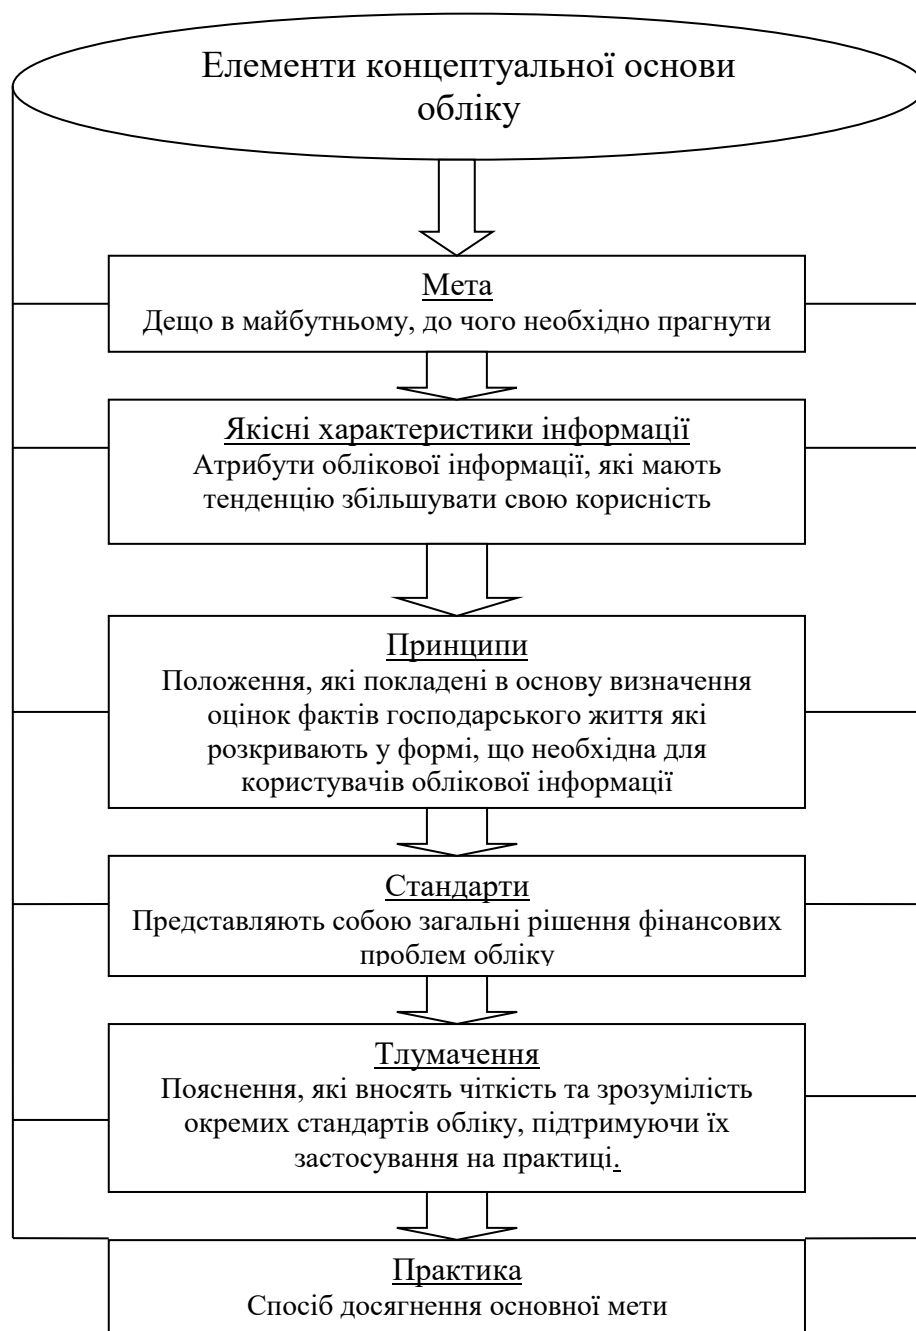 Елементи концептуальної основи
обліку
Мета
Дещо в майбутньому, до чого необхідно прагнути
Якісні характеристики інформації
Атрибути облікової інформації, які мають
тенденцію збільшувати свою корисність
Принципи
Положення, які покладені в основу визначення
оцінок фактів господарського життя які
розкривають у формі, що необхідна для
користувачів облікової інформації
Стандарти
Представляють собою загальні рішення фінансових
проблем обліку
Тлумачення
Пояснення, які вносять чіткість та зрозумілість
окремих стандартів обліку, підтримуючи їх
застосування на практиці.
Практика
Спосіб досягнення основної мети